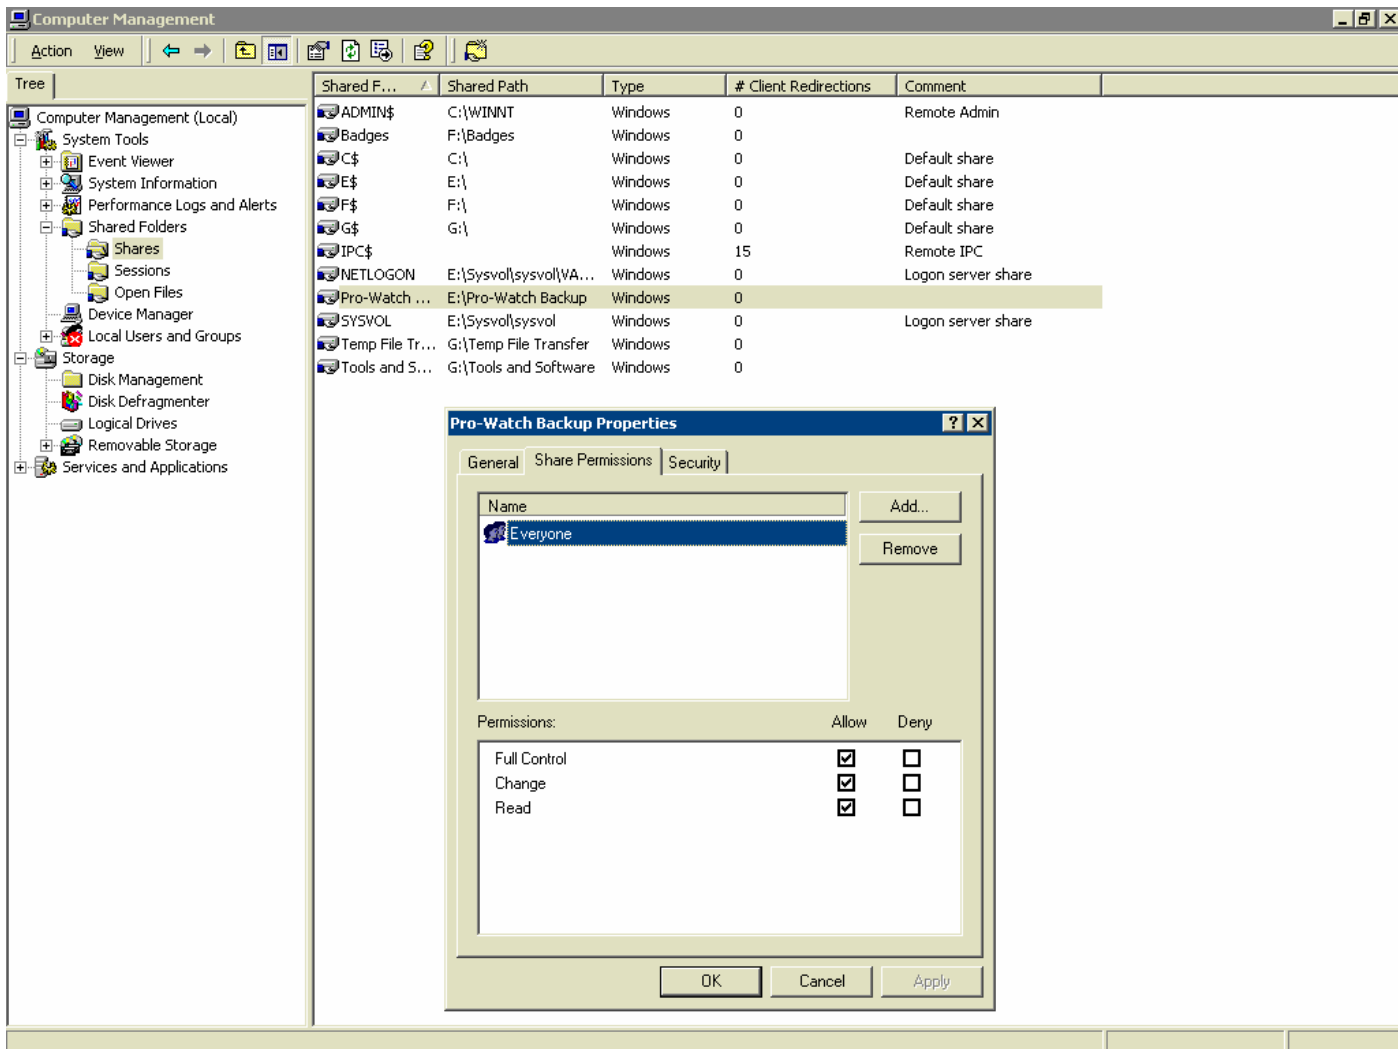 Computer Management
Action View
Tree
Computer Management (Local)
System Tools
Event Viewer
System Information
Performance Logs and Alerts
Shared Folders
Shares
Sessions
Open Files
Device Manager
Local Users and Groups
Storage
Disk Management
Disk Defragmenter
Logical Drives
Removable Storage
Services and Applications
Shared F... Shared Path Type # Client Redirections Comment
ADMIN$ C:\WINNT Windows 0 Remote Admin
Badges F:\Badges Windows 0
C$ C:\ Windows 0 Default share
E$ E:\ Windows 0 Default share
F$ F:\ Windows 0 Default share
G$ G:\ Windows 0 Default share
IPC$ Windows 15 Remote IPC
NETLOGON E:\Sysvol\sysvol\VA... Windows 0 Logon server share
Pro-Watch ... E:\Pro-Watch Backup Windows 0
SYSVOL E:\Sysvol\sysvol Windows 0 Logon server share
Temp File Tr... G:\Temp File Transfer Windows 0
Tools and S... G:\Tools and Software Windows 0
Pro-Watch Backup Properties
General Share Permissions Security
Name
Everyone
Add...
Remove
Permissions: Allow Deny
Full Control
Change
Read
OK Cancel Apply